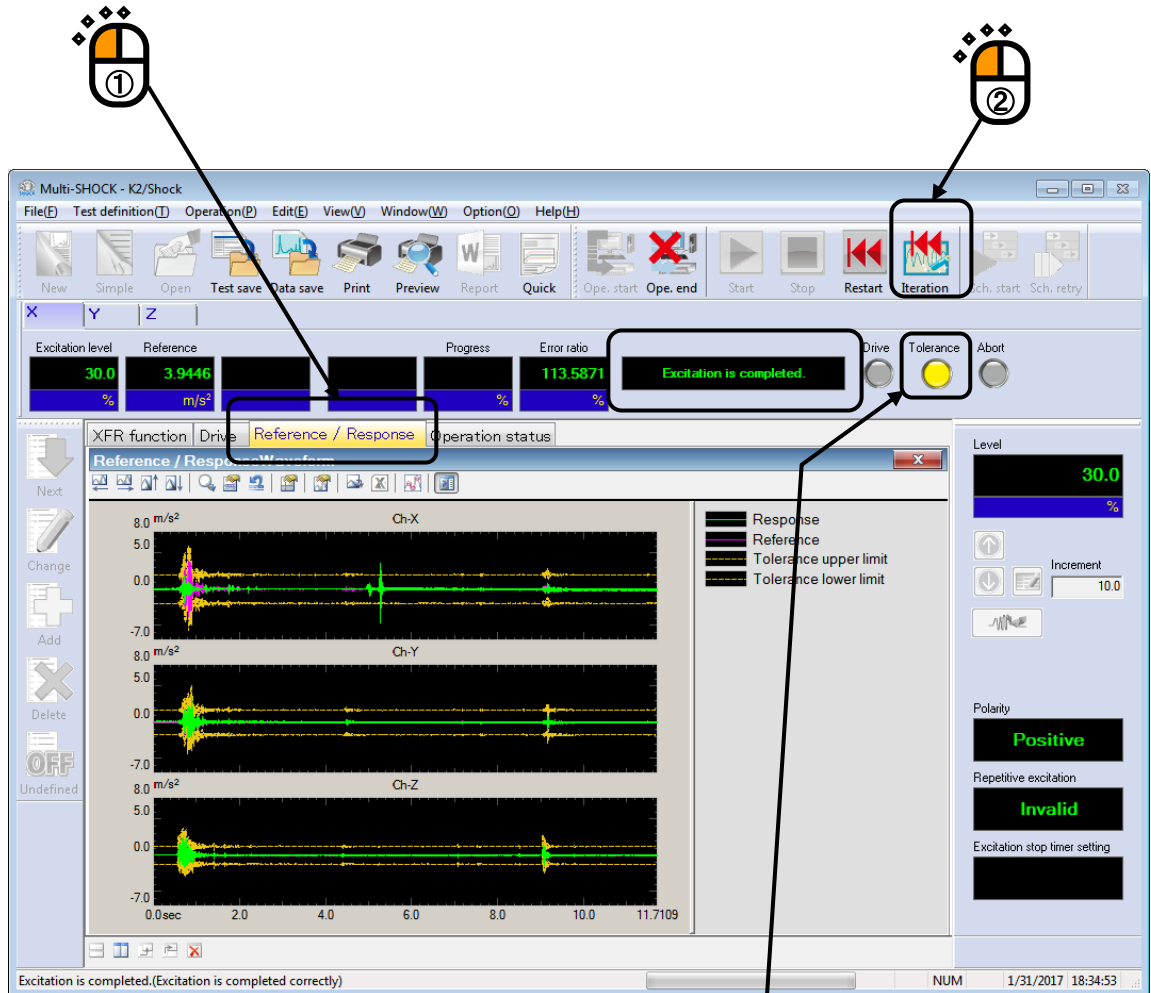 ①
②
Multi-SHOCK - K2/Shock
File(F) Test definition(T) Operation(P) Edit(E) View(V) Window(W) Option(O) Help(H)
New Simple Open Test save Data save Print Preview Report Quick Ope. start Ope. end Start Stop Restart Iteration Sch. start Sch. retry
X Y Z
Excitation level Reference Progress Error ratio Drive Tolerance Abort
30.0 3.9446 113.5871 Excitation is completed.
% m/s² % %
XFR function Drive Reference / Response Operation status
Reference / ResponseWaveform
Next
Change
Add
Delete
OFF
Undefined
8.0 m/s² Ch-X
5.0
0.0
-7.0
8.0 m/s² Ch-Y
5.0
0.0
-7.0
8.0 m/s² Ch-Z
5.0
0.0
-7.0
0.0sec 2.0 4.0 6.0 8.0 10.0 11.7109
Response
Reference
Tolerance upper limit
Tolerance lower limit
Level
30.0
%
Increment
10.0
Polarity
Positive
Repetitive excitation
Invalid
Excitation stop timer setting
Excitation is completed.(Excitation is completed correctly) NUM 1/31/2017 18:34:53